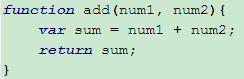 function add(num1, num2){
    var sum = num1 + num2;
    return sum;
}